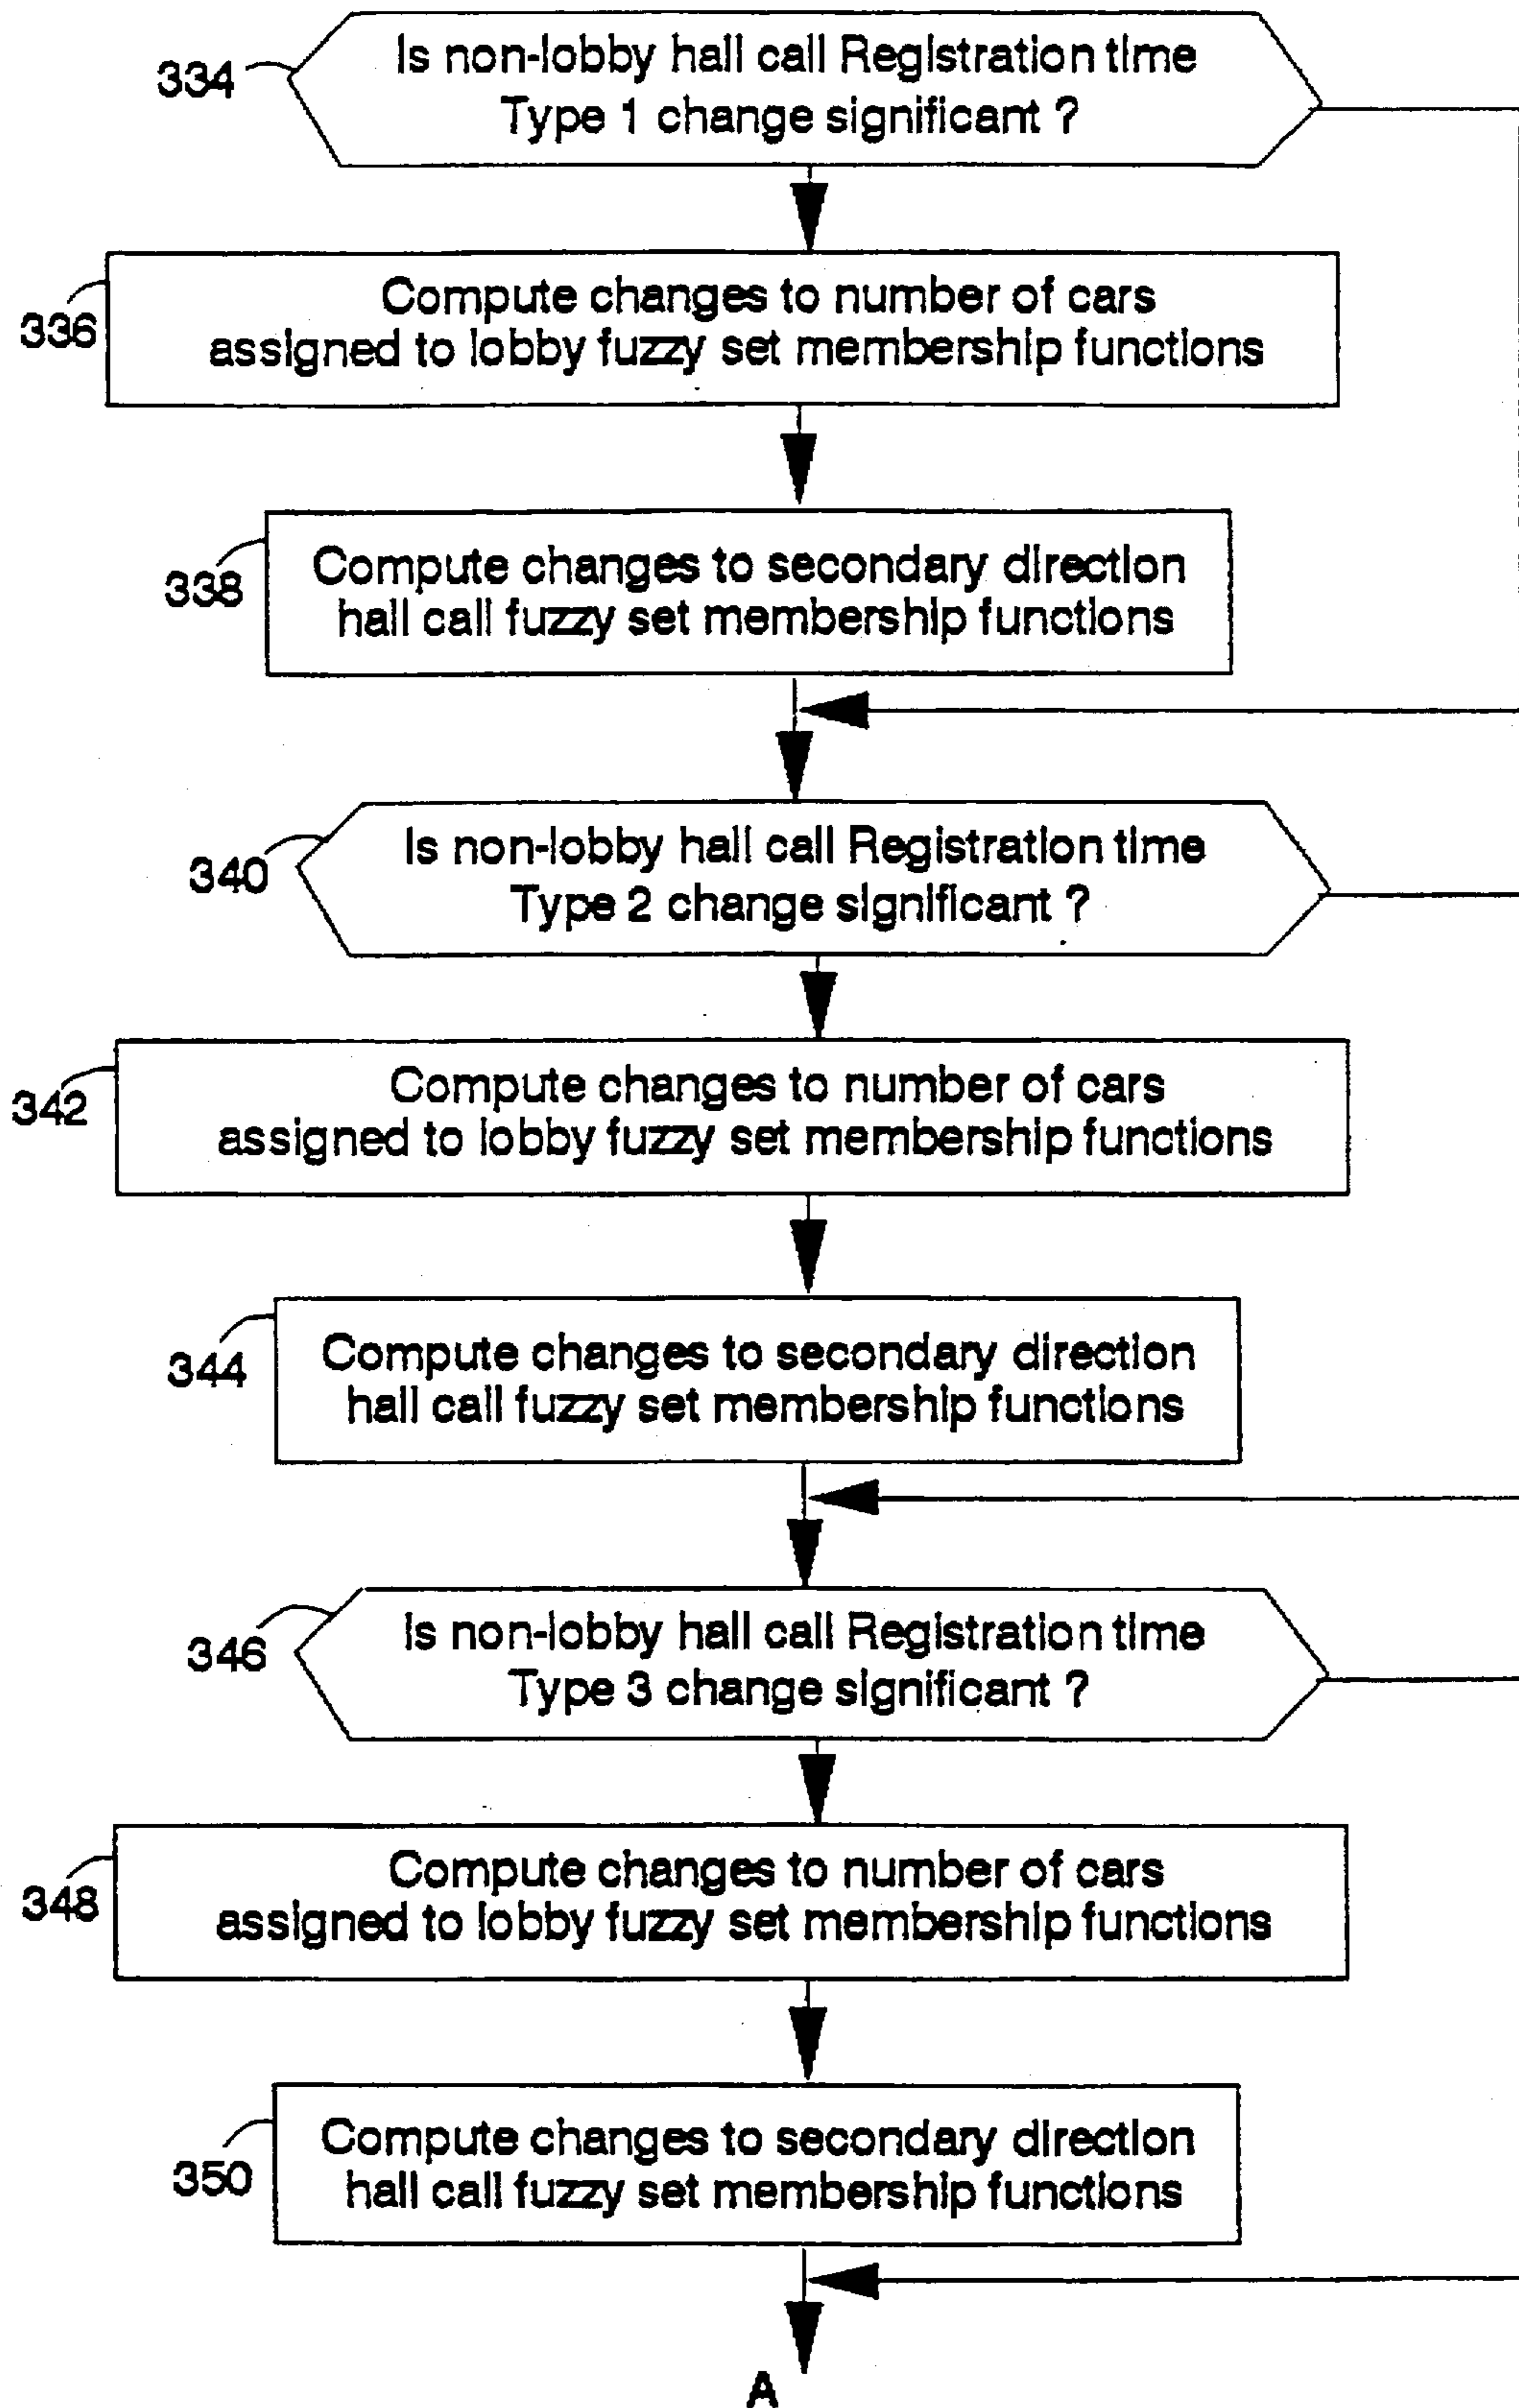 334
Is non-lobby hall call Registration time
Type 1 change significant ?
336
Compute changes to number of cars
assigned to lobby fuzzy set membership functions
338
Compute changes to secondary direction
hall call fuzzy set membership functions
340
Is non-lobby hall call Registration time
Type 2 change significant ?
342
Compute changes to number of cars
assigned to lobby fuzzy set membership functions
344
Compute changes to secondary direction
hall call fuzzy set membership functions
346
Is non-lobby hall call Registration time
Type 3 change significant ?
348
Compute changes to number of cars
assigned to lobby fuzzy set membership functions
350
Compute changes to secondary direction
hall call fuzzy set membership functions
A